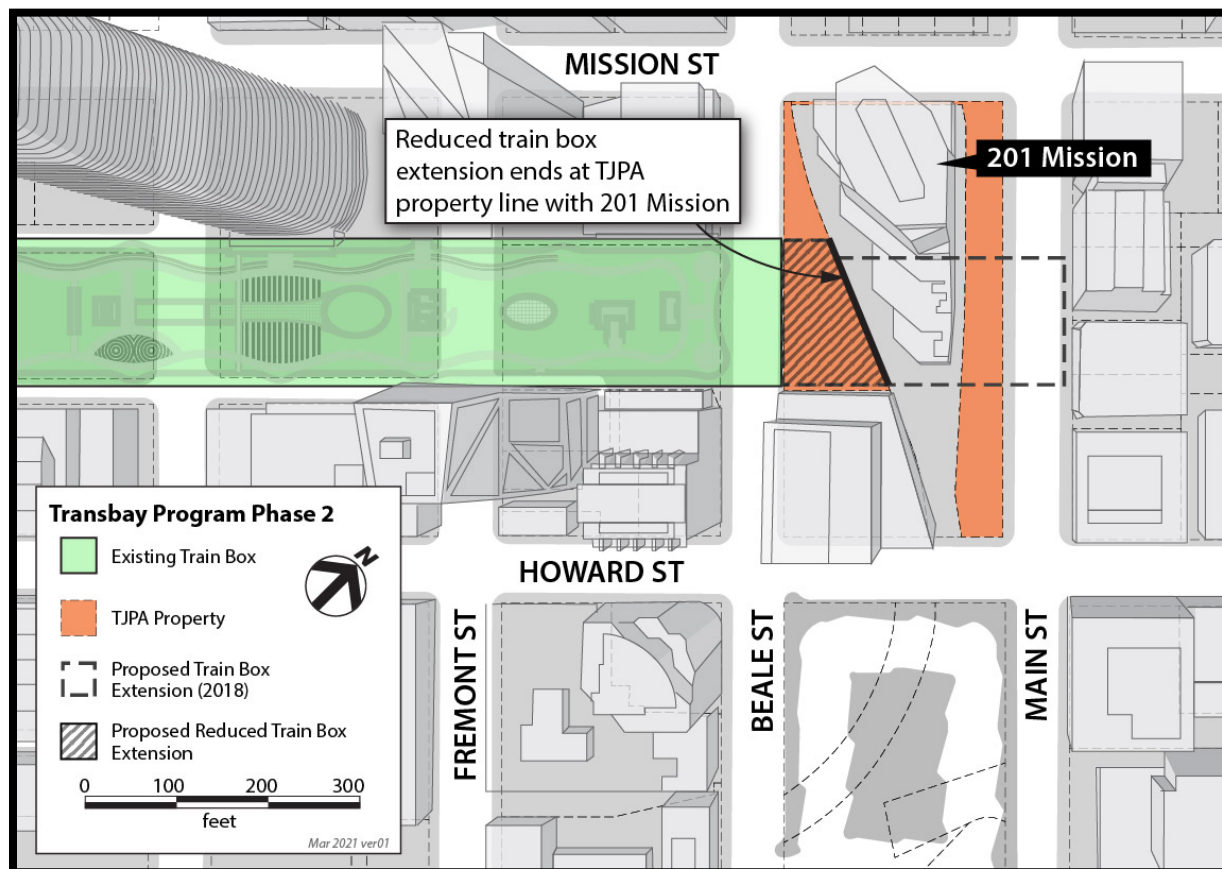 MISSION ST
Reduced train box
extension ends at TJPA
property line with 201 Mission
201 Mission
HOWARD ST
FREMONT ST
BEALE ST
MAIN ST
Transbay Program Phase 2
N
Existing Train Box
TJPA Property
Proposed Train Box
Extension (2018)
Proposed Reduced Train Box
Extension
0 100 200 300
feet
Mar 2021 ver01